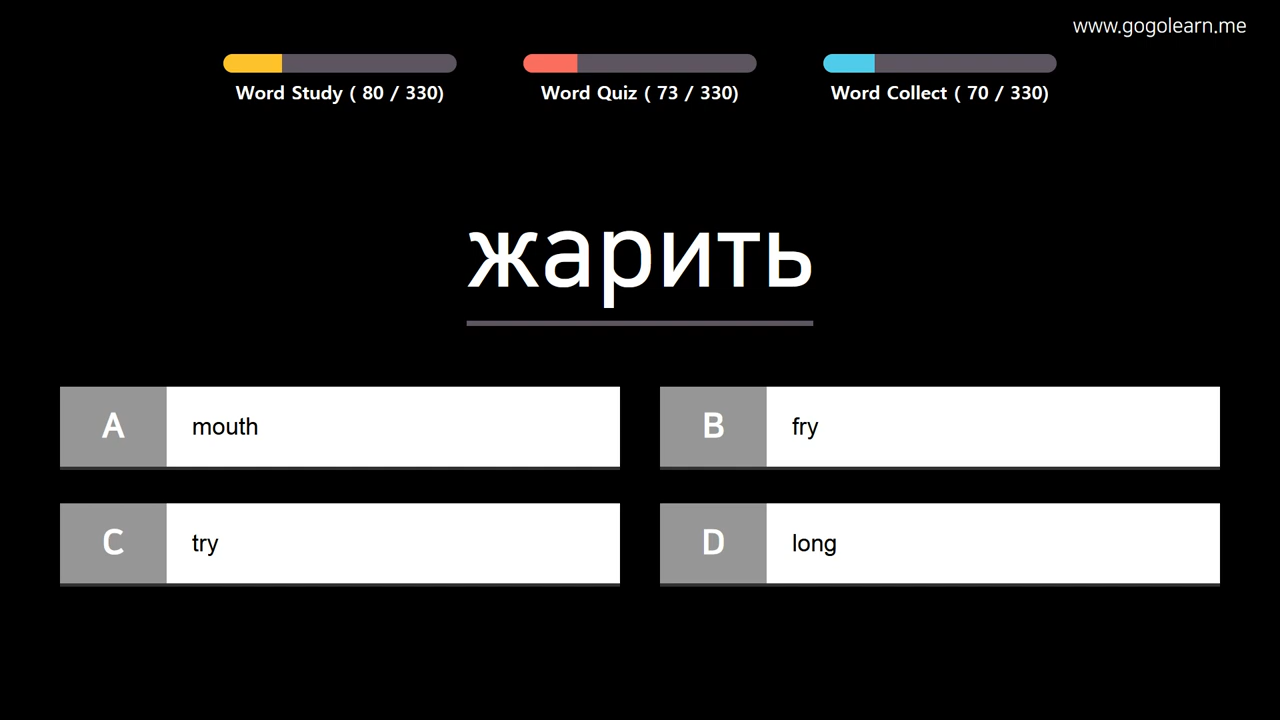 www.gogolearn.me
Word Study ( 80 / 330)
Word Quiz ( 73 / 330)
Word Collect ( 70 / 330)
жарить
A mouth
B fry
C try
D long